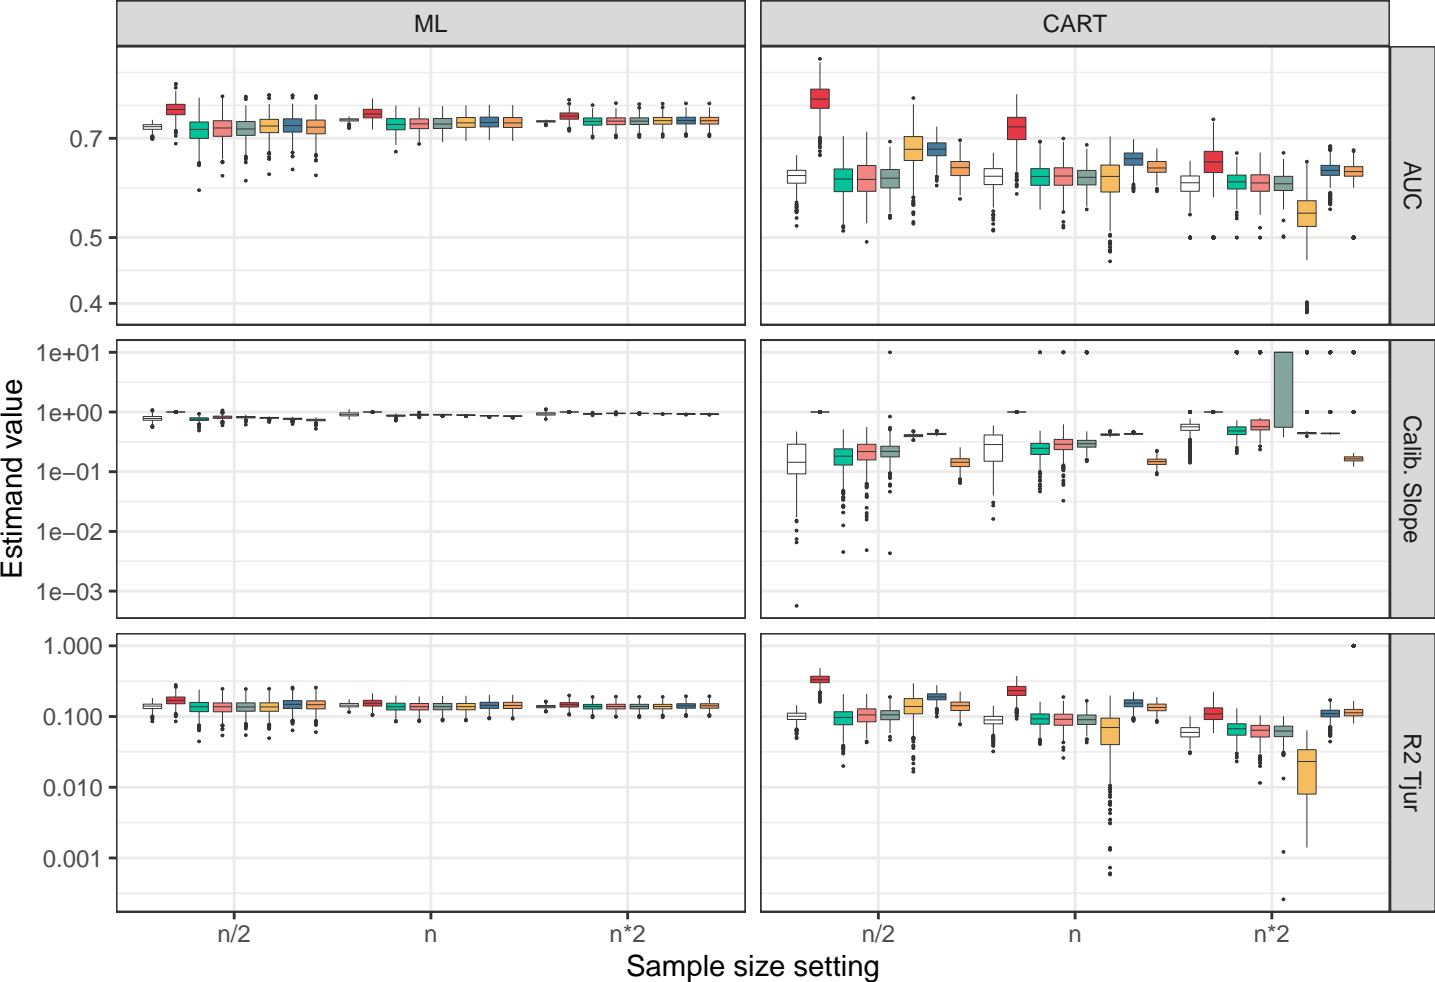 ML
CART
0.7
0.5
0.4
AUC
1e+01
1e+00
1e−01
1e−02
1e−03
Calib. Slope
1.000
0.100
0.010
0.001
R2 Tjur
Estimand value
n/2
n
n*2
n/2
n
n*2
Sample size setting